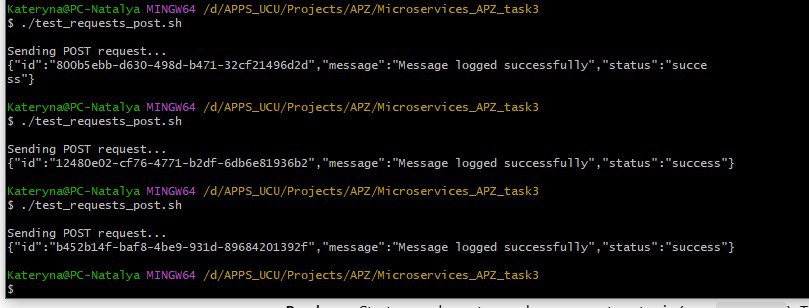 Kateryna@PC-Natalya MINGW64 /d/APPS_UCU/Projects/APZ/Microservices_APZ_task3
$ ./test_requests_post.sh
Sending POST request...
{"id":"800b5ebb-d630-498d-b471-32cf21496d2d","message":"Message logged successfully","status":"succe
ss"}
Kateryna@PC-Natalya MINGW64 /d/APPS_UCU/Projects/APZ/Microservices_APZ_task3
$ ./test_requests_post.sh
Sending POST request...
{"id":"12480e02-cf76-4771-b2df-6db6e81936b2","message":"Message logged successfully","status":"success"}
Kateryna@PC-Natalya MINGW64 /d/APPS_UCU/Projects/APZ/Microservices_APZ_task3
$ ./test_requests_post.sh
Sending POST request...
{"id":"b452b14f-baf8-4be9-931d-89684201392f","message":"Message logged successfully","status":"success"}
Kateryna@PC-Natalya MINGW64 /d/APPS_UCU/Projects/APZ/Microservices_APZ_task3
$